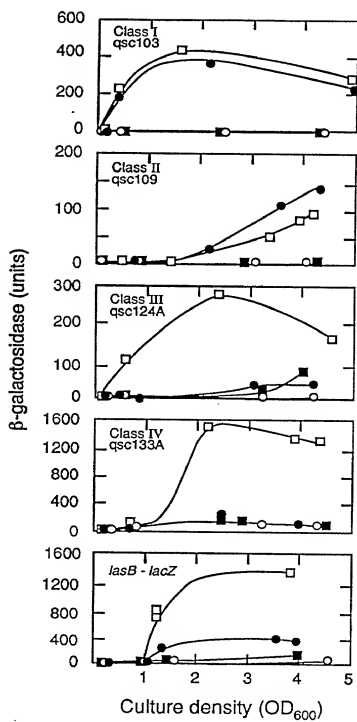 β-galactosidase (units)
600
Class I
qsc103
400
200
0
200
Class II
qsc109
100
0
300
Class III
qsc124A
200
100
0
1600
Class IV
qsc133A
1200
800
400
0
1600
lasB - lacZ
1200
800
400
0
0 1 2 3 4 5
Culture density (OD600)